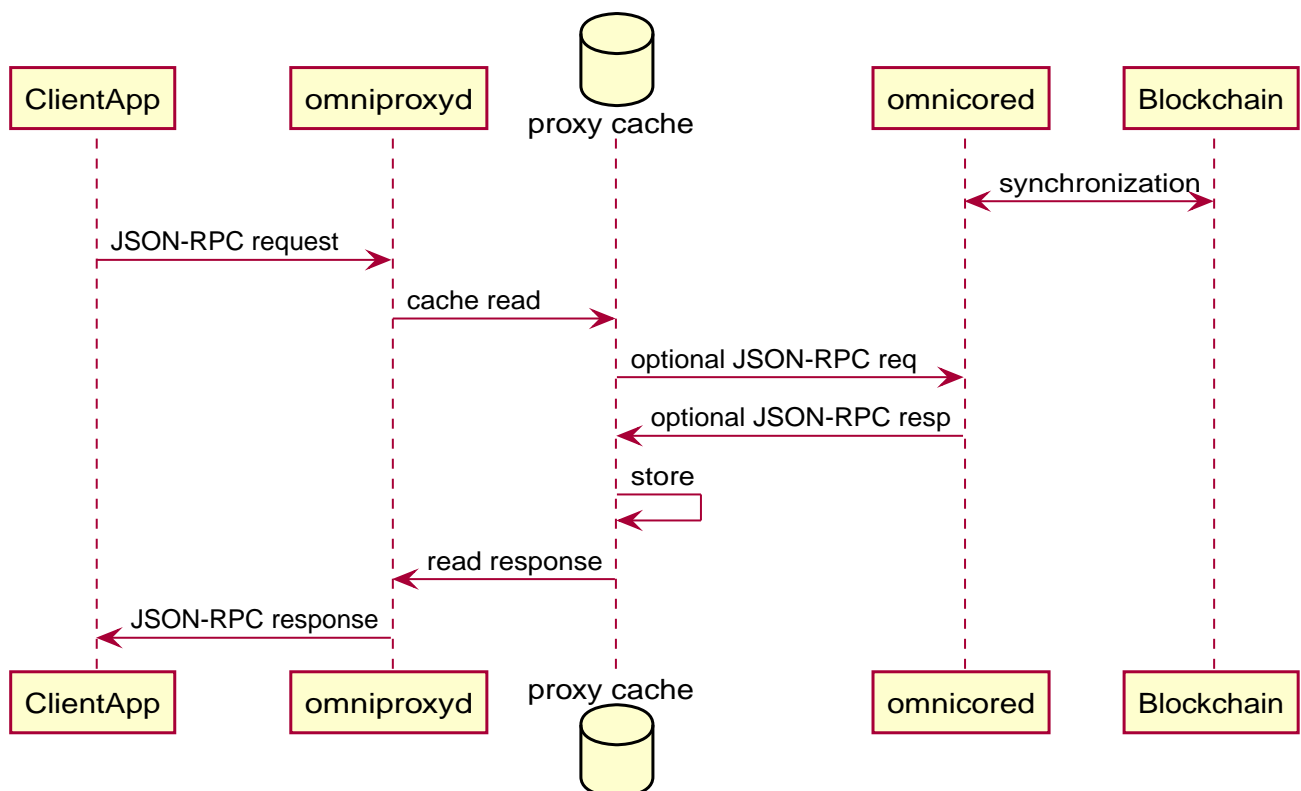 ClientApp
omniproxyd
proxy cache
omnicored
Blockchain
synchronization
JSON-RPC request
cache read
optional JSON-RPC req
optional JSON-RPC resp
store
read response
JSON-RPC response
ClientApp
omniproxyd
proxy cache
omnicored
Blockchain